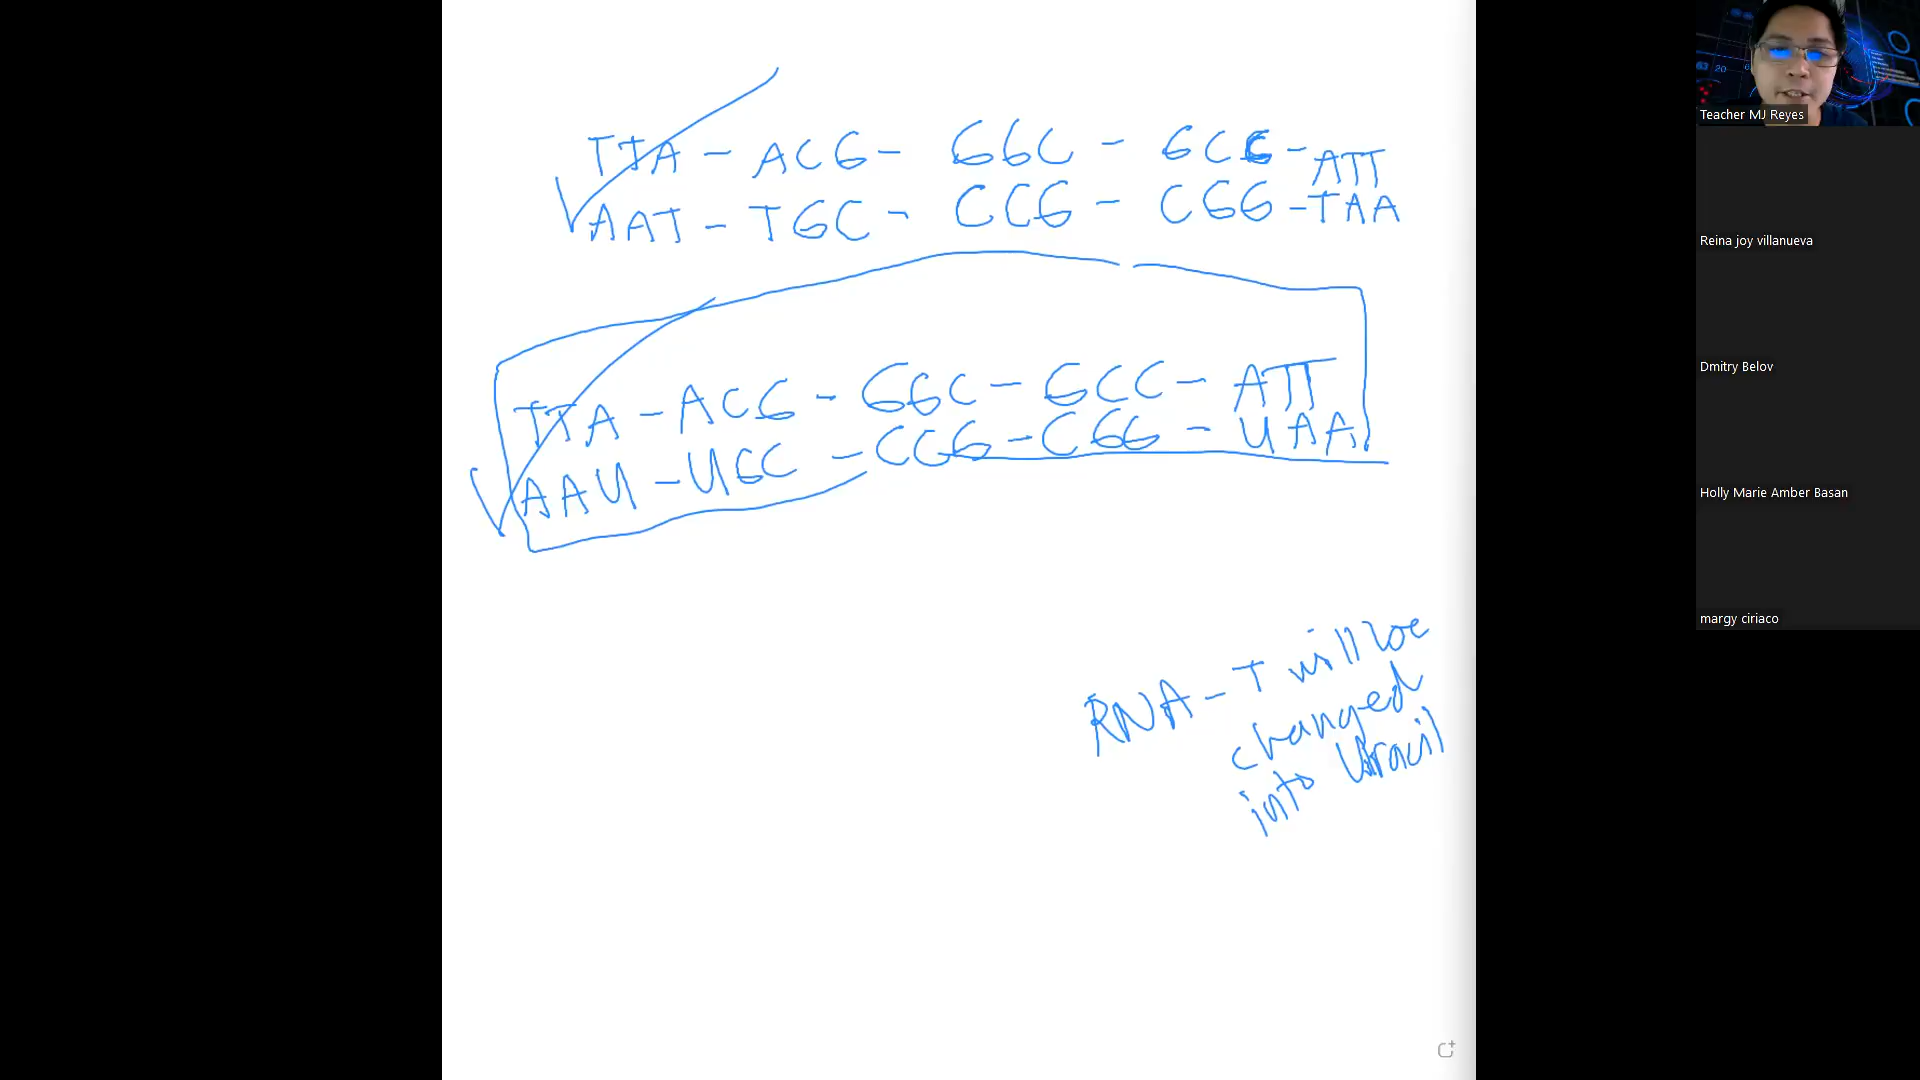 TTA - ACG - GGC - GCC - ATT
AAT - TGC - CCG - CGG - TAA
TTA - ACG - GGC - GCC - ATT
AAU - UGC - CCG - CGG - UAA
RNA - T will be
changed
into Uracil
Teacher MJ Reyes
Reina joy villanueva
Dmitry Belov
Holly Marie Amber Basan
margy ciriaco